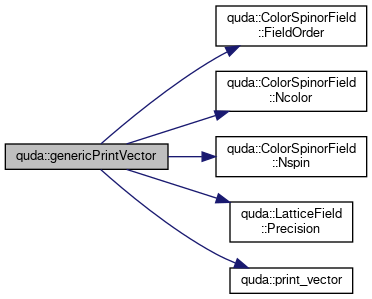 quda::genericPrintVector
quda::ColorSpinorField
::FieldOrder
quda::ColorSpinorField
::Ncolor
quda::ColorSpinorField
::Nspin
quda::LatticeField
::Precision
quda::print_vector